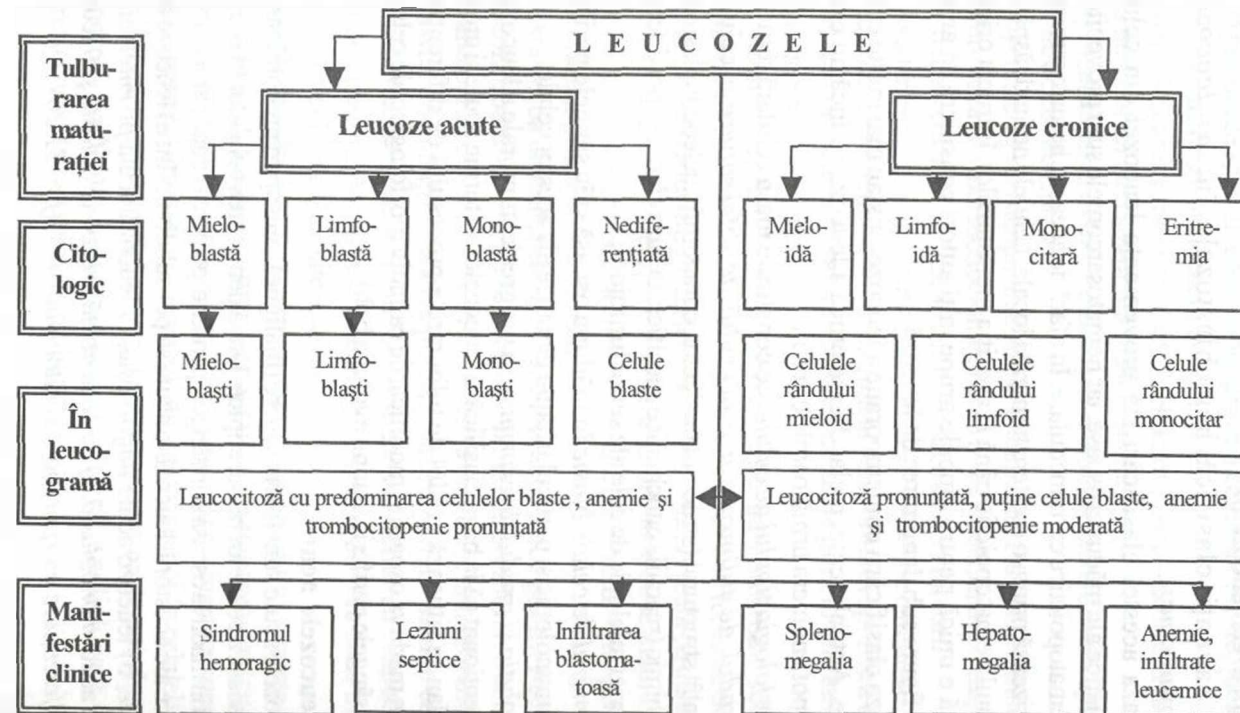 L E U C O Z E L E
Tulbu-
rarea
matu-
rației
Leucoze acute
Leucoze cronice
Cito-
logic
Mielo-
blastă
Limfo-
blastă
Mono-
blastă
Nedife-
rențiată
Mielo-
idă
Limfo-
idă
Mono-
citară
Eritre-
mia
În
leuco-
gramă
Mielo-
blaști
Limfo-
blaști
Mono-
blaști
Celule
blaste
Celulele
rândului
mieloid
Celulele
rândului
limfoid
Celule
rândului
monocitar
Leucocitoză cu predominarea celulelor blaste , anemie și
trombocitopenie pronunțată
Leucocitoză pronunțată, puține celule blaste, anemie
și trombocitopenie moderată
Mani-
festări
clinice
Sindromul
hemoragic
Leziuni
septice
Infiltrarea
blastoma-
toasă
Spleno-
megalia
Hepato-
megalia
Anemie,
infiltrate
leucemice